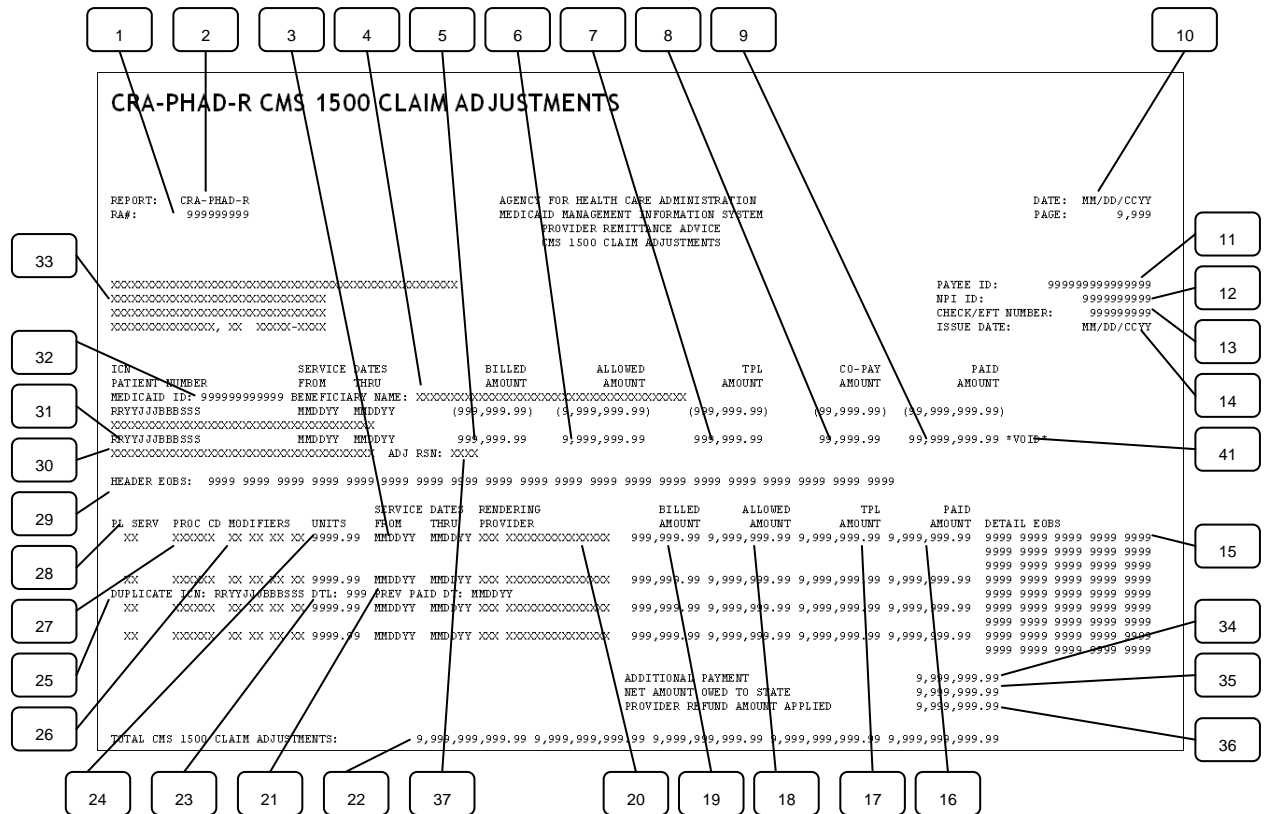 1 2 3 4 5 6 7 8 9 10
CRA-PHAD-R CMS 1500 CLAIM ADJUSTMENTS
REPORT: CRA-PHAD-R AGENCY FOR HEALTH CARE ADMINISTRATION DATE: MM/DD/CCYY
RA#: 999999999 MEDICAID MANAGEMENT INFORMATION SYSTEM PAGE: 9,999
PROVIDER REMITTANCE ADVICE
CMS 1500 CLAIM ADJUSTMENTS
11
33
XXXXXXXXXXXXXXXXXXXXXXXXXXXXXXXXXXXXXXXXXXXXXXXXXX PAYEE ID: 999999999999999
XXXXXXXXXXXXXXXXXXXXXXXXXXXXXXX NPI ID: 9999999999
12
XXXXXXXXXXXXXXXXXXXXXXXXXXXXXXX CHECK/EFT NUMBER: 999999999
XXXXXXXXXXXXXXX, XX XXXXX-XXXX ISSUE DATE: MM/DD/CCYY
13
32
ICN SERVICE DATES BILLED ALLOWED TPL CO-PAY PAID
PATIENT NUMBER FROM THRU AMOUNT AMOUNT AMOUNT AMOUNT AMOUNT
MEDICAID ID: 999999999999 BENEFICIARY NAME: XXXXXXXXXXXXXXXXXXXXXXXXXXXXXXXXXXXXXXX
14
31
RRYYJJJBBBSSS MMDDYY MMDDYY (999,999.99) (9,999,999.99) (999,999.99) (99,999.99) (99,999,999.99)
XXXXXXXXXXXXXXXXXXXXXXXXXXXXXXXXXXXXXX
RRYYJJJBBBSSS MMDDYY MMDDYY 999,999.99 9,999,999.99 999,999.99 99,999.99 99,999,999.99 *VOID*
XXXXXXXXXXXXXXXXXXXXXXXXXXXXXXXXXXXXXX ADJ RSN: XXXX
41
30
HEADER EOBS: 9999 9999 9999 9999 9999 9999 9999 9999 9999 9999 9999 9999 9999 9999 9999 9999 9999 9999 9999 9999
29
SERVICE DATES RENDERING BILLED ALLOWED TPL PAID
PL SERV PROC CD MODIFIERS UNITS FROM THRU PROVIDER AMOUNT AMOUNT AMOUNT AMOUNT DETAIL EOBS
XX XXXXXX XX XX XX XX 9999.99 MMDDYY MMDDYY XXX XXXXXXXXXXXXXXX 999,999.99 9,999,999.99 9,999,999.99 9,999,999.99 9999 9999 9999 9999 9999
15
9999 9999 9999 9999 9999
9999 9999 9999 9999 9999
28
XX XXXXXX XX XX XX XX 9999.99 MMDDYY MMDDYY XXX XXXXXXXXXXXXXXX 999,999.99 9,999,999.99 9,999,999.99 9,999,999.99 9999 9999 9999 9999 9999
DUPLICATE ICN: RRYYJJJBBBSSS DTL: 999 PREV PAID DT: MMDDYY 9999 9999 9999 9999 9999
XX XXXXXX XX XX XX XX 9999.99 MMDDYY MMDDYY XXX XXXXXXXXXXXXXXX 999,999.99 9,999,999.99 9,999,999.99 9,999,999.99 9999 9999 9999 9999 9999
9999 9999 9999 9999 9999
27 34
XX XXXXXX XX XX XX XX 9999.99 MMDDYY MMDDYY XXX XXXXXXXXXXXXXXX 999,999.99 9,999,999.99 9,999,999.99 9,999,999.99 9999 9999 9999 9999 9999
9999 9999 9999 9999 9999
25 35
ADDITIONAL PAYMENT 9,999,999.99
NET AMOUNT OWED TO STATE 9,999,999.99
PROVIDER REFUND AMOUNT APPLIED 9,999,999.99
26 36
TOTAL CMS 1500 CLAIM ADJUSTMENTS: 9,999,999,999.99 9,999,999,999.99 9,999,999,999.99 9,999,999,999.99 9,999,999,999.99
24 23 21 22 37 20 19 18 17 16